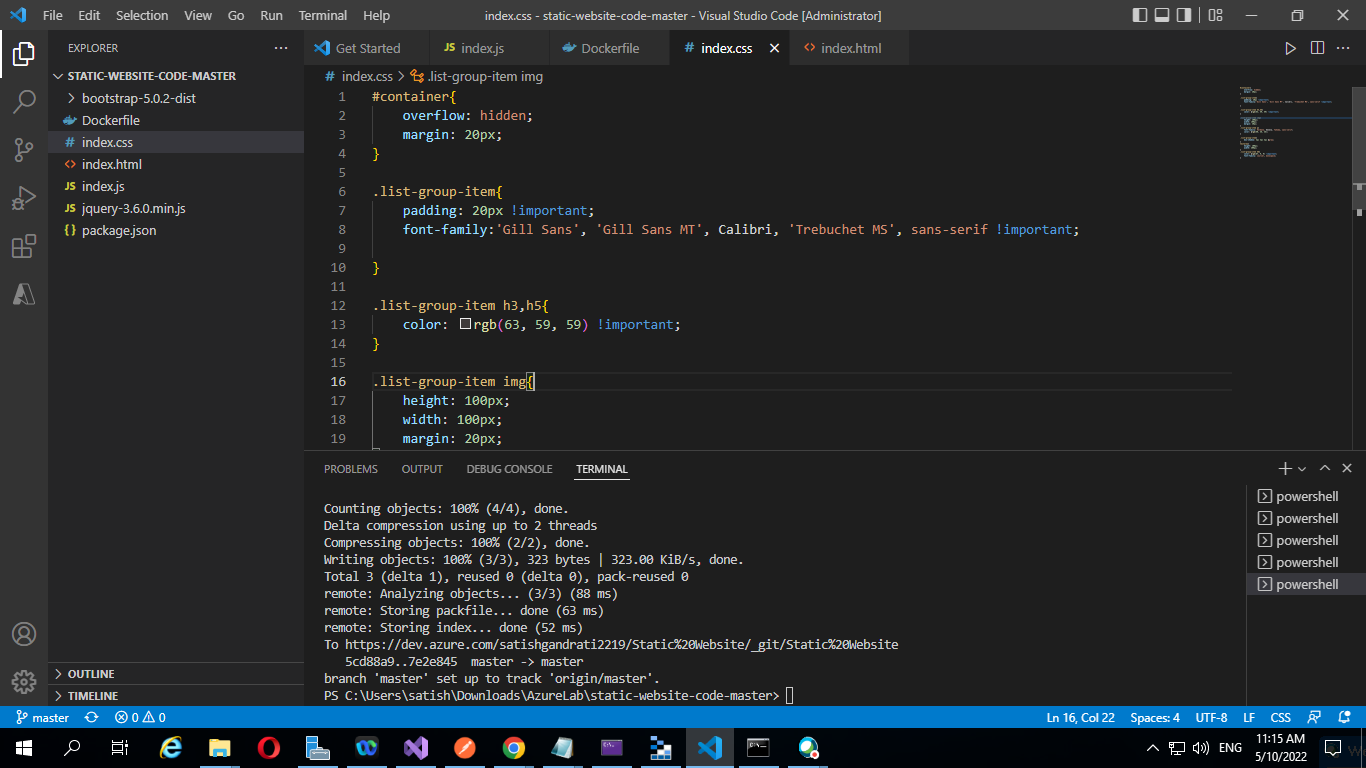 File Edit Selection View Go Run Terminal Help
index.css - static-website-code-master - Visual Studio Code [Administrator]
EXPLORER
STATIC-WEBSITE-CODE-MASTER
bootstrap-5.0.2-dist
Dockerfile
# index.css
<> index.html
JS index.js
JS jquery-3.6.0.min.js
{} package.json
OUTLINE
TIMELINE
Get Started
JS index.js
Dockerfile
# index.css
<> index.html
# index.css > .list-group-item img
1 #container{
2 overflow: hidden;
3 margin: 20px;
4 }
5
6 .list-group-item{
7 padding: 20px !important;
8 font-family:'Gill Sans', 'Gill Sans MT', Calibri, 'Trebuchet MS', sans-serif !important;
9
10 }
11
12 .list-group-item h3,h5{
13 color: rgb(63, 59, 59) !important;
14 }
15
16 .list-group-item img{
17 height: 100px;
18 width: 100px;
19 margin: 20px;
PROBLEMS OUTPUT DEBUG CONSOLE TERMINAL
Counting objects: 100% (4/4), done.
Delta compression using up to 2 threads
Compressing objects: 100% (2/2), done.
Writing objects: 100% (3/3), 323 bytes | 323.00 KiB/s, done.
Total 3 (delta 1), reused 0 (delta 0), pack-reused 0
remote: Analyzing objects... (3/3) (88 ms)
remote: Storing packfile... done (63 ms)
remote: Storing index... done (52 ms)
To https://dev.azure.com/satishgandrati2219/Static%20Website/_git/Static%20Website
5cd88a9..7e2e845 master -> master
branch 'master' set up to track 'origin/master'.
PS C:\Users\satish\Downloads\AzureLab\static-website-code-master>
powershell
powershell
powershell
powershell
powershell
master 0 0
Ln 16, Col 22 Spaces: 4 UTF-8 LF CSS
ENG
11:15 AM
5/10/2022